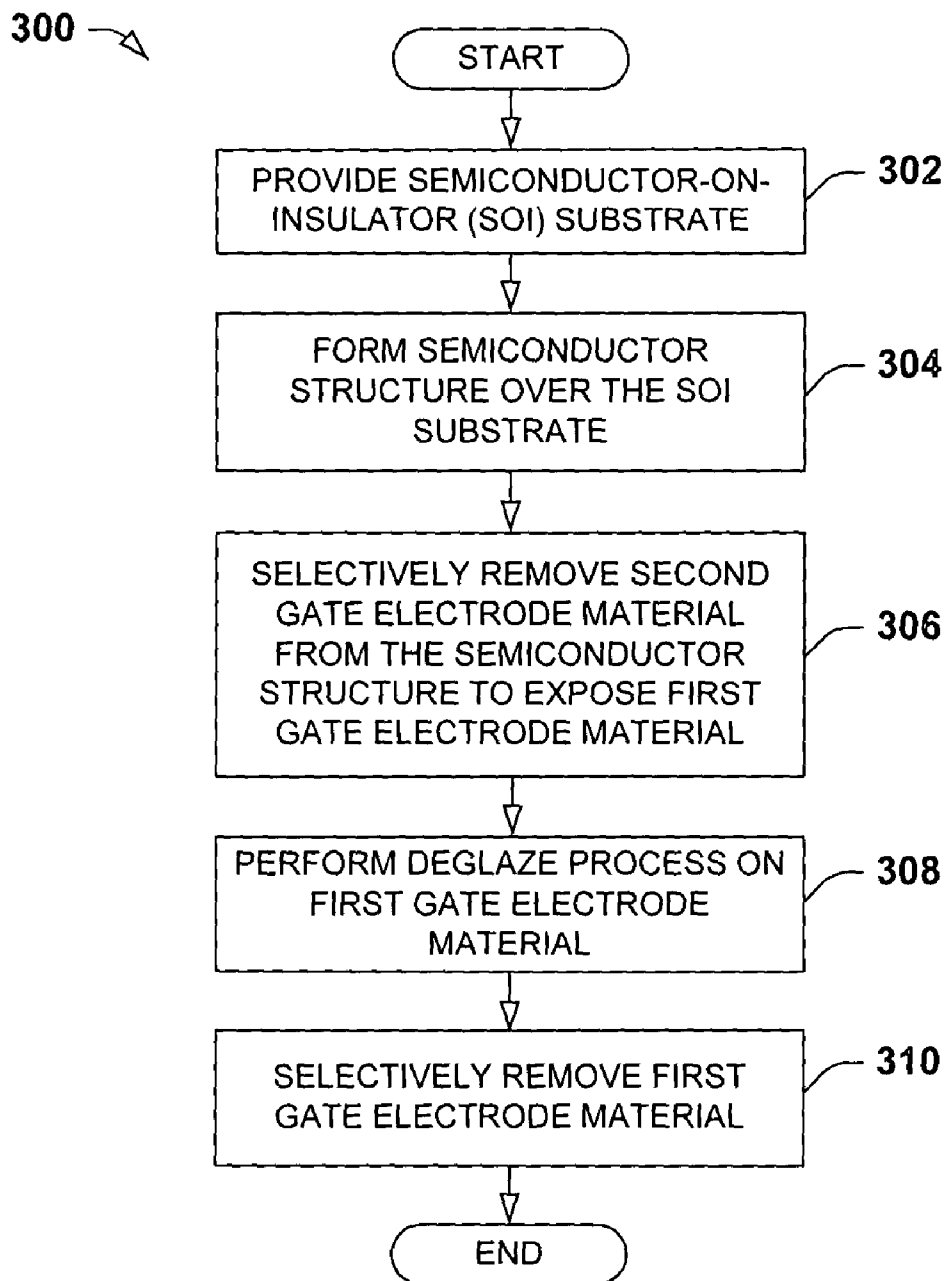 300
START
PROVIDE SEMICONDUCTOR-ON-
INSULATOR (SOI) SUBSTRATE
302
FORM SEMICONDUCTOR
STRUCTURE OVER THE SOI
SUBSTRATE
304
SELECTIVELY REMOVE SECOND
GATE ELECTRODE MATERIAL
FROM THE SEMICONDUCTOR
STRUCTURE TO EXPOSE FIRST
GATE ELECTRODE MATERIAL
306
PERFORM DEGLAZE PROCESS ON
FIRST GATE ELECTRODE
MATERIAL
308
SELECTIVELY REMOVE FIRST
GATE ELECTRODE MATERIAL
310
END